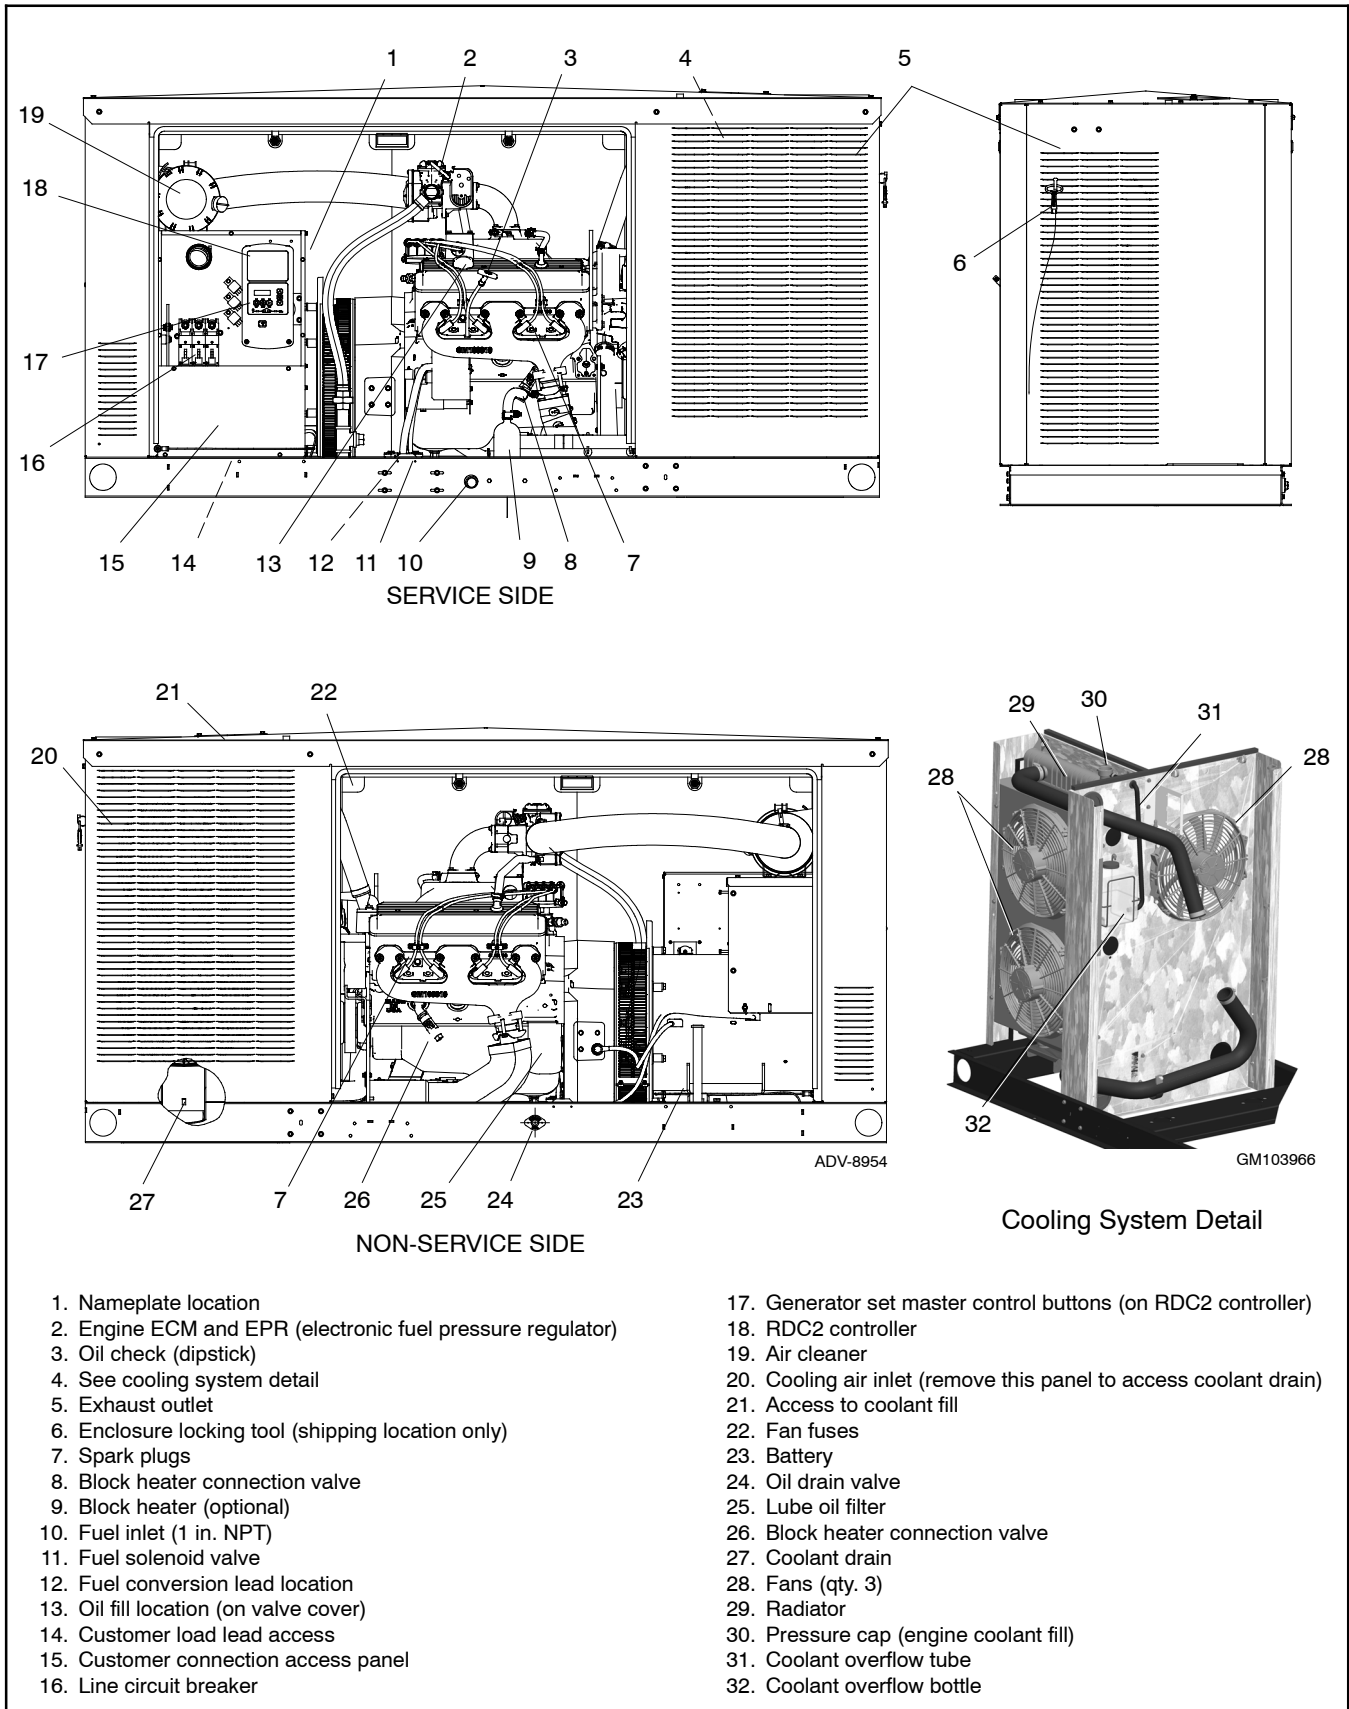 1
2
3
4
5
19
18
17
16
6
15
14
13
12
11
10
9
8
7
SERVICE SIDE
21
22
20
29
30
31
28
28
32
ADV-8954
GM103966
27
7
26
25
24
23
NON-SERVICE SIDE
Cooling System Detail
1. Nameplate location
2. Engine ECM and EPR (electronic fuel pressure regulator)
3. Oil check (dipstick)
4. See cooling system detail
5. Exhaust outlet
6. Enclosure locking tool (shipping location only)
7. Spark plugs
8. Block heater connection valve
9. Block heater (optional)
10. Fuel inlet (1 in. NPT)
11. Fuel solenoid valve
12. Fuel conversion lead location
13. Oil fill location (on valve cover)
14. Customer load lead access
15. Customer connection access panel
16. Line circuit breaker
17. Generator set master control buttons (on RDC2 controller)
18. RDC2 controller
19. Air cleaner
20. Cooling air inlet (remove this panel to access coolant drain)
21. Access to coolant fill
22. Fan fuses
23. Battery
24. Oil drain valve
25. Lube oil filter
26. Block heater connection valve
27. Coolant drain
28. Fans (qty. 3)
29. Radiator
30. Pressure cap (engine coolant fill)
31. Coolant overflow tube
32. Coolant overflow bottle